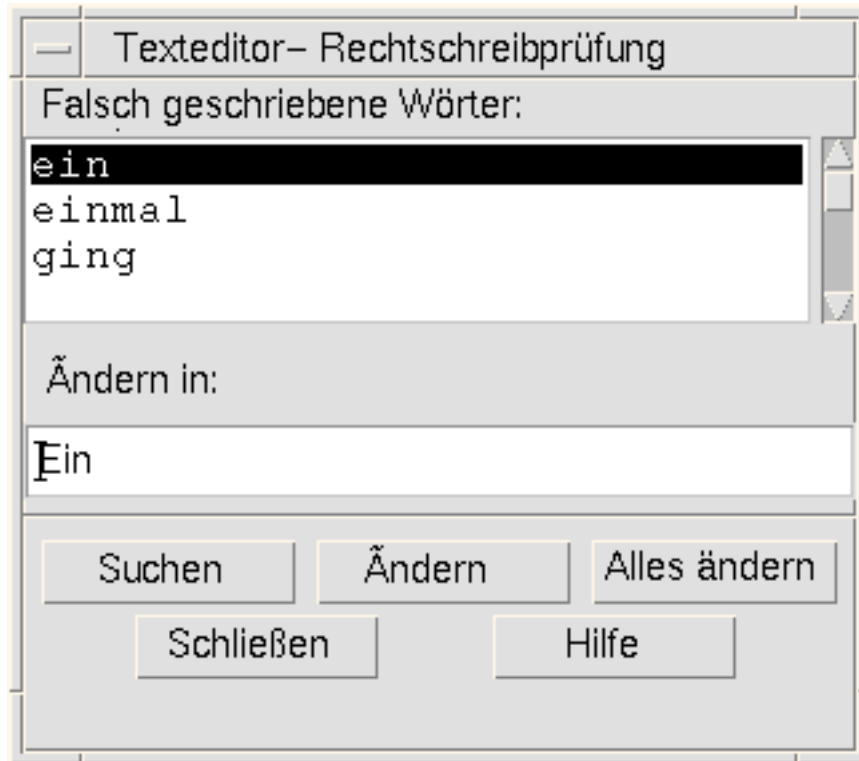 Texteditor– Rechtschreibprüfung
Falsch geschriebene Wörter:
ein
einmal
ging
Ãndern in:
Ein
Suchen Ãndern Alles ändern
Schließen Hilfe